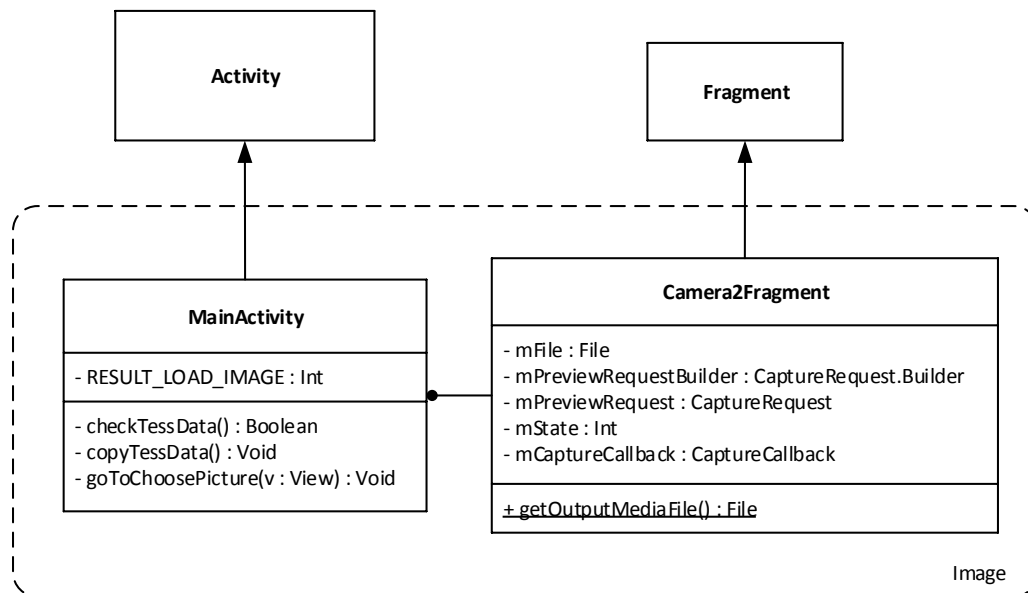 Activity
Fragment
MainActivity
- RESULT_LOAD_IMAGE : Int
- checkTessData() : Boolean
- copyTessData() : Void
- goToChoosePicture(v : View) : Void
Camera2Fragment
- mFile : File
- mPreviewRequestBuilder : CaptureRequest.Builder
- mPreviewRequest : CaptureRequest
- mState : Int
- mCaptureCallback : CaptureCallback
+ getOutputMediaFile() : File
Image